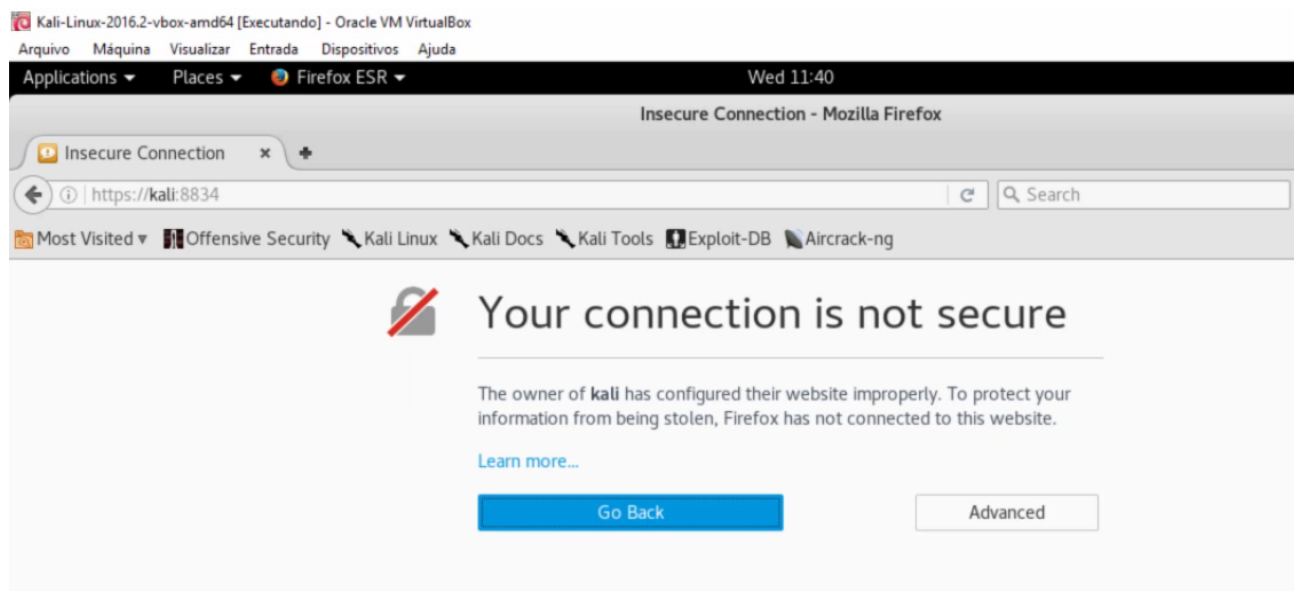 Kali-Linux-2016.2-vbox-amd64 [Executando] - Oracle VM VirtualBox
Arquivo Máquina Visualizar Entrada Dispositivos Ajuda
Applications Places Firefox ESR Wed 11:40
Insecure Connection - Mozilla Firefox
Insecure Connection
https://kali:8834 Search
Most Visited Offensive Security Kali Linux Kali Docs Kali Tools Exploit-DB Aircrack-ng
Your connection is not secure
The owner of kali has configured their website improperly. To protect your
information from being stolen, Firefox has not connected to this website.
Learn more...
Go Back Advanced